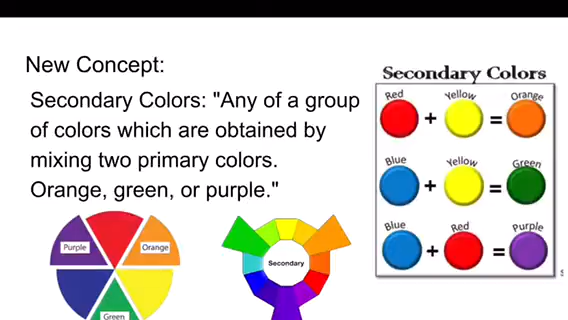 New Concept:
Secondary Colors: "Any of a group
of colors which are obtained by
mixing two primary colors.
Orange, green, or purple."
Secondary Colors
Red Yellow Orange
+ =
Blue Yellow Green
+ =
Blue Red Purple
+ =
Purple Orange
Green
Secondary